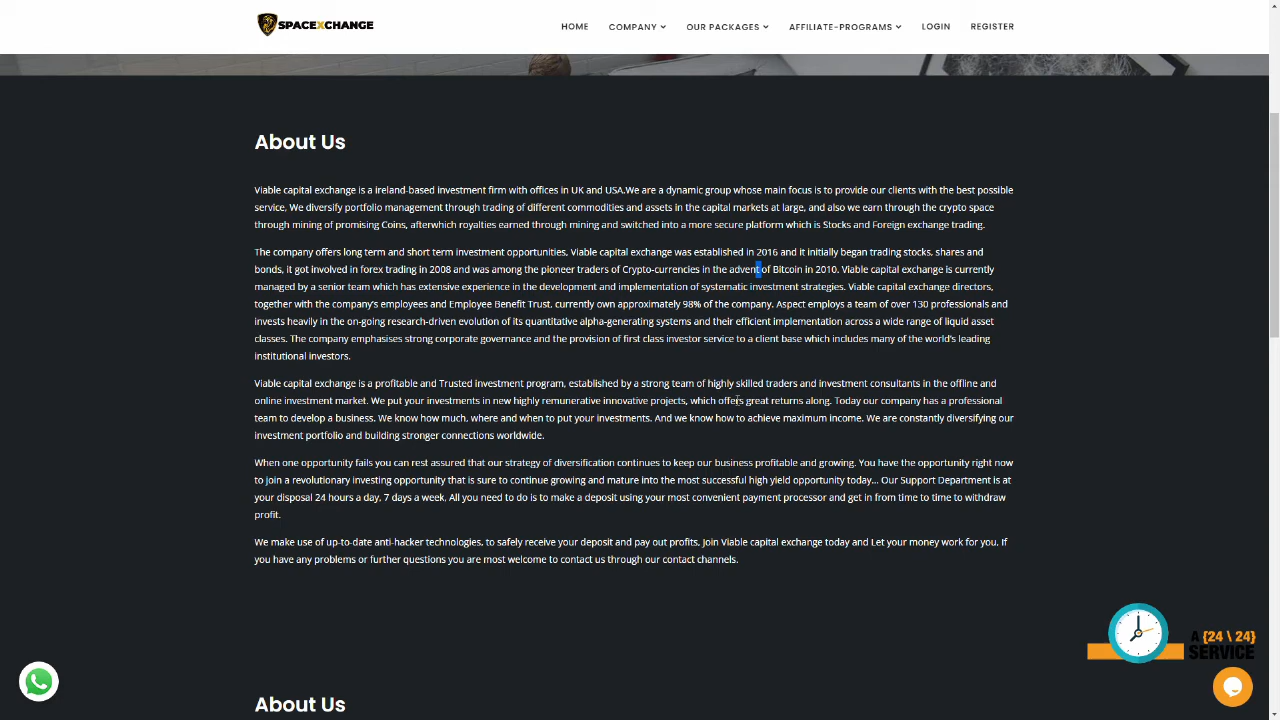 SPACEXCHANGE
HOME COMPANY OUR PACKAGES AFFILIATE-PROGRAMS LOGIN REGISTER
About Us
Viable capital exchange is a ireland-based investment firm with offices in UK and USA.We are a dynamic group whose main focus is to provide our clients with the best possible
service, We diversify portfolio management through trading of different commodities and assets in the capital markets at large, and also we earn through the crypto space
through mining of promising Coins, afterwhich royalties earned through mining and switched into a more secure platform which is Stocks and Foreign exchange trading.
The company offers long term and short term investment opportunities, Viable capital exchange was established in 2016 and it initially began trading stocks, shares and
bonds, it got involved in forex trading in 2008 and was among the pioneer traders of Crypto-currencies in the advent of Bitcoin in 2010. Viable capital exchange is currently
managed by a senior team which has extensive experience in the development and implementation of systematic investment strategies. Viable capital exchange directors,
together with the company's employees and Employee Benefit Trust, currently own approximately 98% of the company. Aspect employs a team of over 130 professionals and
invests heavily in the on-going research-driven evolution of its quantitative alpha-generating systems and their efficient implementation across a wide range of liquid asset
classes. The company emphasises strong corporate governance and the provision of first class investor service to a client base which includes many of the world's leading
institutional investors.
Viable capital exchange is a profitable and Trusted investment program, established by a strong team of highly skilled traders and investment consultants in the offline and
online investment market. We put your investments in new highly remunerative innovative projects, which offers great returns along. Today our company has a professional
team to develop a business. We know how much, where and when to put your investments. And we know how to achieve maximum income. We are constantly diversifying our
investment portfolio and building stronger connections worldwide.
When one opportunity fails you can rest assured that our strategy of diversification continues to keep our business profitable and growing. You have the opportunity right now
to join a revolutionary investing opportunity that is sure to continue growing and mature into the most successful high yield opportunity today... Our Support Department is at
your disposal 24 hours a day, 7 days a week. All you need to do is to make a deposit using your most convenient payment processor and get in from time to time to withdraw
profit.
We make use of up-to-date anti-hacker technologies, to safely receive your deposit and pay out profits, Join Viable capital exchange today and Let your money work for you, If
you have any problems or further questions you are most welcome to contact us through our contact channels.
A {24 \ 24}
SERVICE
About Us